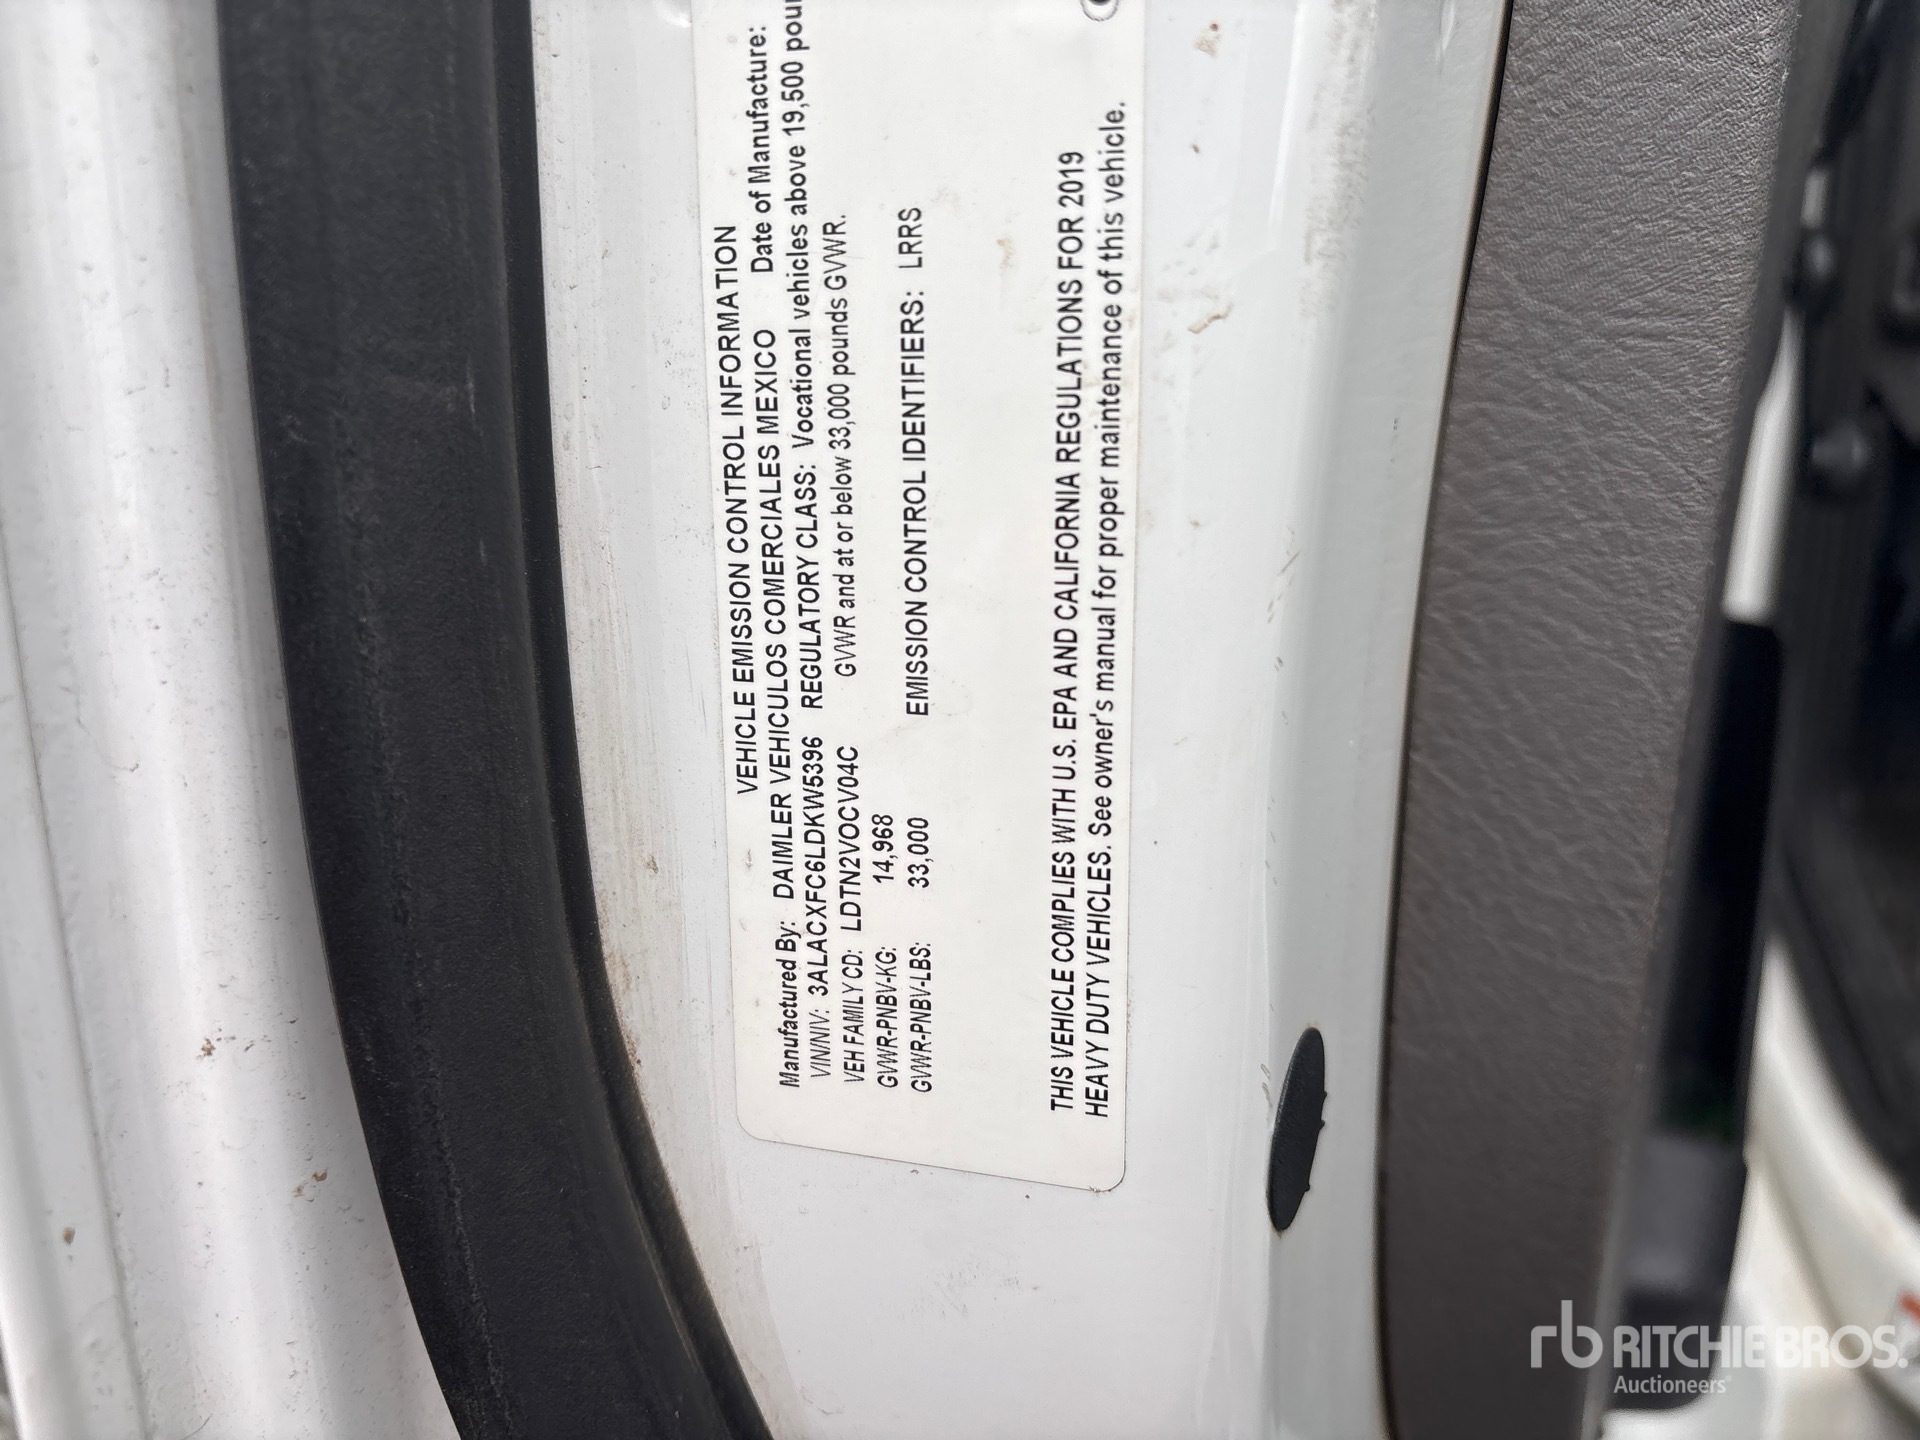 VEHICLE EMISSION CONTROL INFORMATION
Manufactured By: DAIMLER VEHICULOS COMERCIALES MEXICO Date of Manufacture:
VIN/NIV: 3ALACXFC6LDKW5396 REGULATORY CLASS: Vocational vehicles above 19,500
VEH FAMILY CD: LDTN2VOCV04C GVWR and at or below 33,000 pounds GVWR.
GVWR-PNBV-KG: 14,968
GVWR-PNBV-LBS: 33,000 EMISSION CONTROL IDENTIFIERS: LRRS
THIS VEHICLE COMPLIES WITH U.S. EPA AND CALIFORNIA REGULATIONS FOR 2019
HEAVY DUTY VEHICLES. See owner's manual for proper maintenance of this vehicle.
rb RITCHIE BROS.
Auctioneers